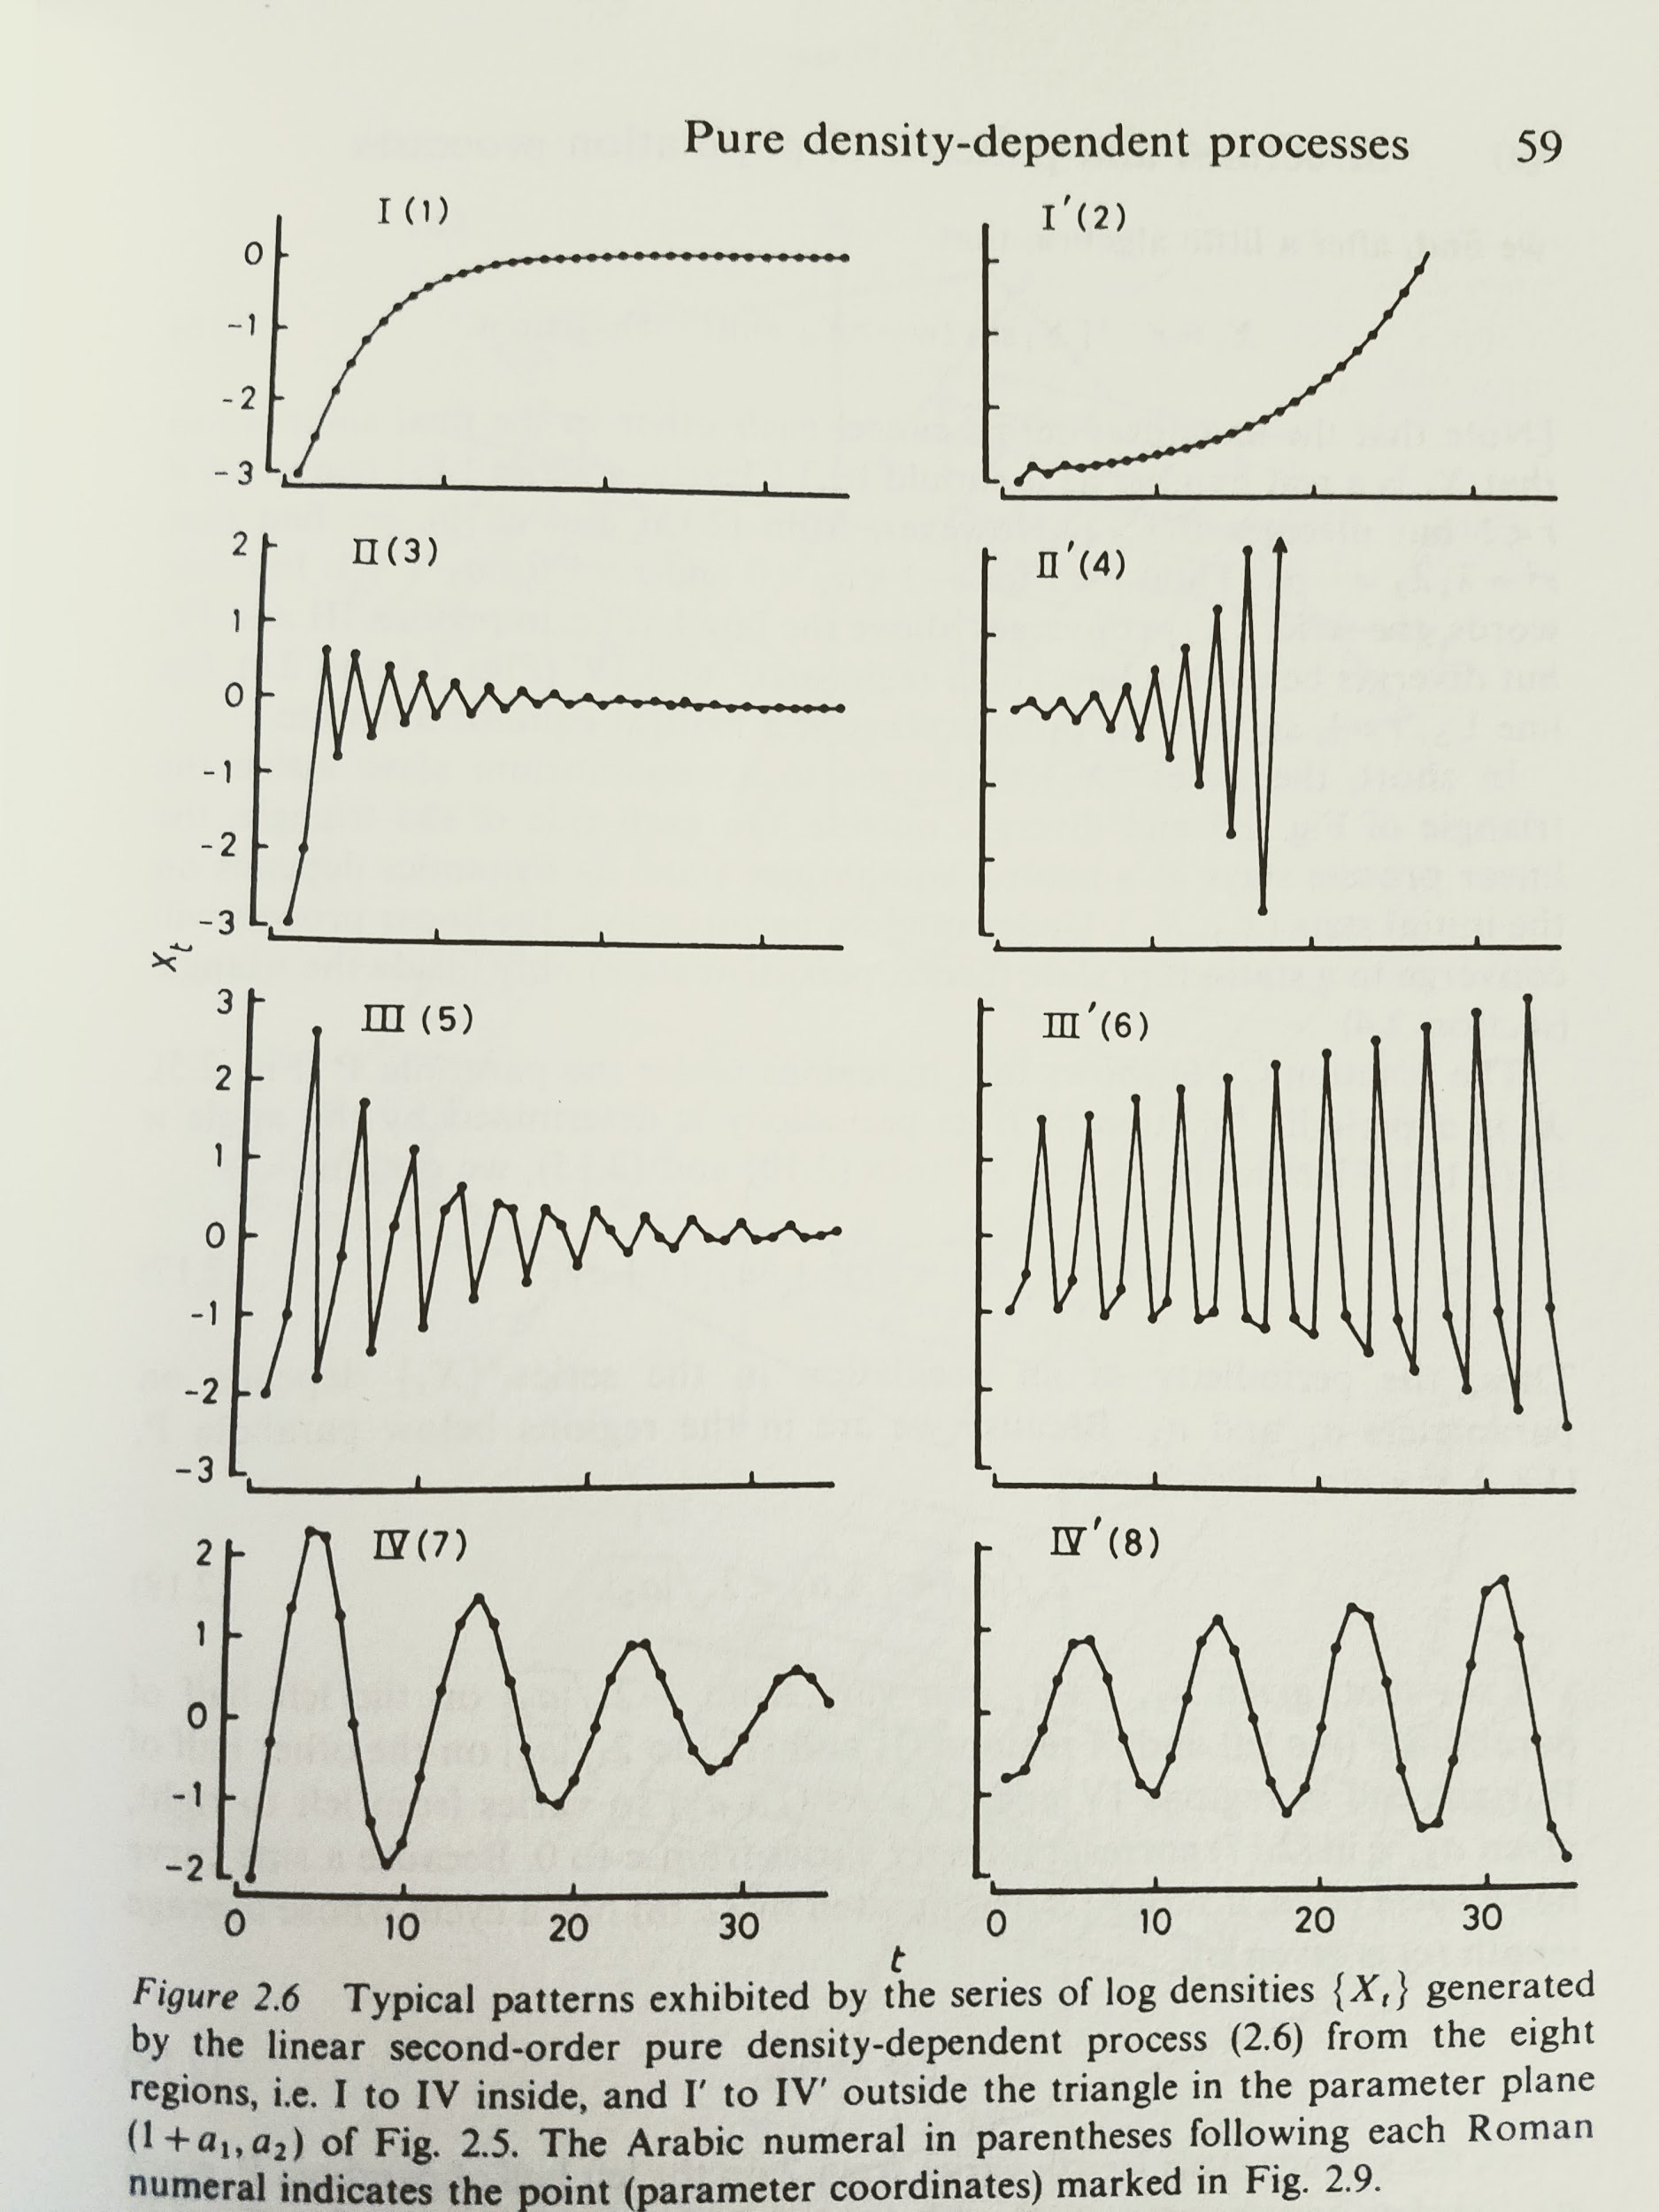 Pure density-dependent processes 59
I (1)
0
-1
-2
-3
I′(2)
II(3)
2
1
0
-1
-2
-3
II′(4)
Xt
III (5)
3
2
1
0
-1
-2
-3
III′(6)
IV(7)
2
1
0
-1
-2
0 10 20 30
IV′(8)
0 10 20 30
t
Figure 2.6 Typical patterns exhibited by the series of log densities {Xt} generated
by the linear second-order pure density-dependent process (2.6) from the eight
regions, i.e. I to IV inside, and I′ to IV′ outside the triangle in the parameter plane
(1+a1, a2) of Fig. 2.5. The Arabic numeral in parentheses following each Roman
numeral indicates the point (parameter coordinates) marked in Fig. 2.9.